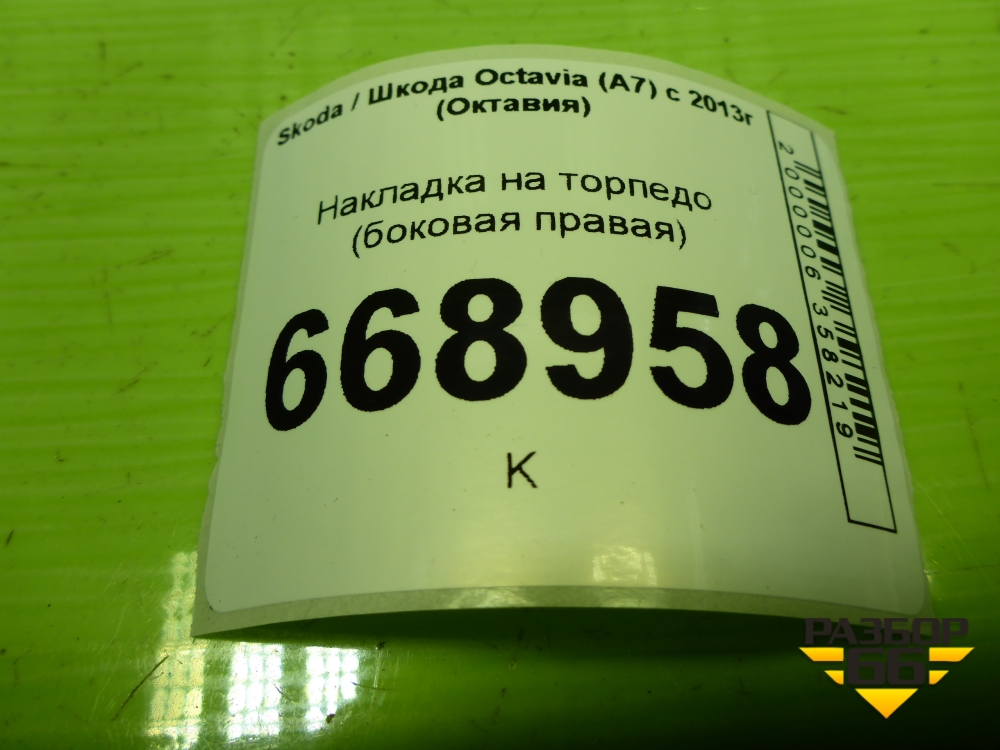 Skoda / Шкода Octavia (A7) с 2013г
(Октавия)
Накладка на торпедо
(боковая правая)
668958
К
2000006358219
РАЗБОР
66